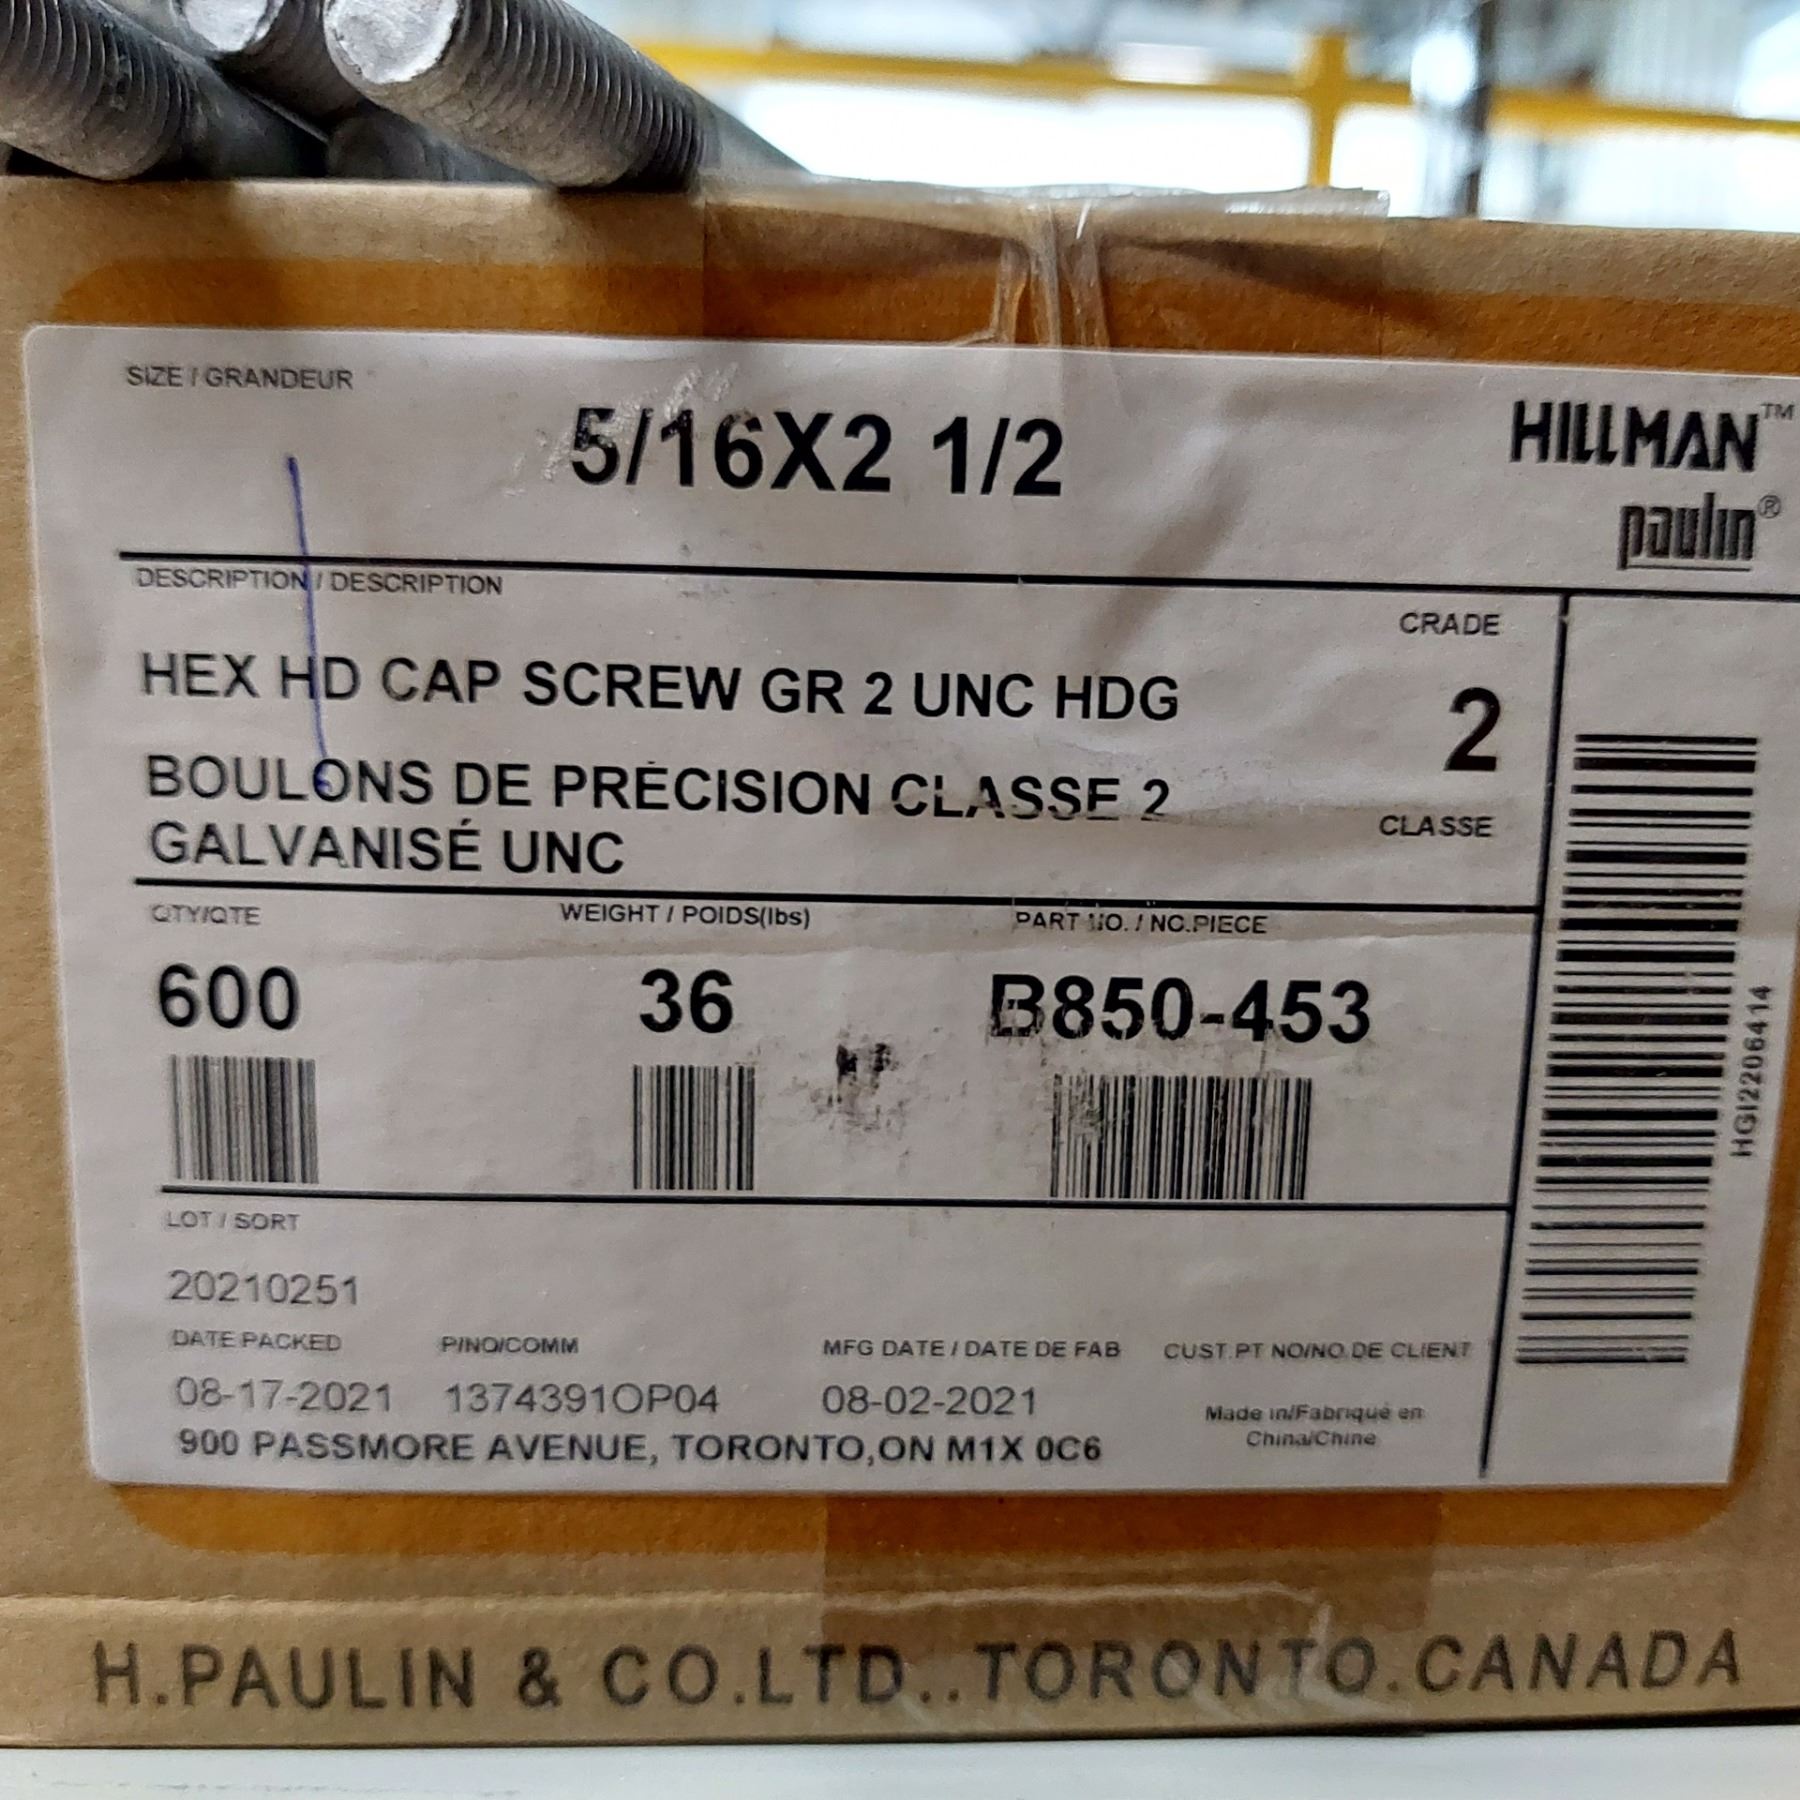 SIZE / GRANDEUR
5/16X2 1/2
HILLMAN™
paulin®
DESCRIPTION / DESCRIPTION
HEX HD CAP SCREW GR 2 UNC HDG
BOULONS DE PRÉCISION CLASSE 2
GALVANISÉ UNC
CRADE
2
CLASSE
QTY/QTE
600
WEIGHT / POIDS(lbs)
36
PART NO. / NO.PIECE
B850-453
HGI2206414
LOT / SORT
20210251
DATE PACKED
08-17-2021
P/NO/COMM
1374391OP04
MFG DATE / DATE DE FAB
08-02-2021
CUST.PT NO/NO.DE CLIENT
Made in/Fabriqué en
China/Chine
900 PASSMORE AVENUE, TORONTO,ON M1X 0C6
H.PAULIN & CO.LTD..TORONTO.CANADA